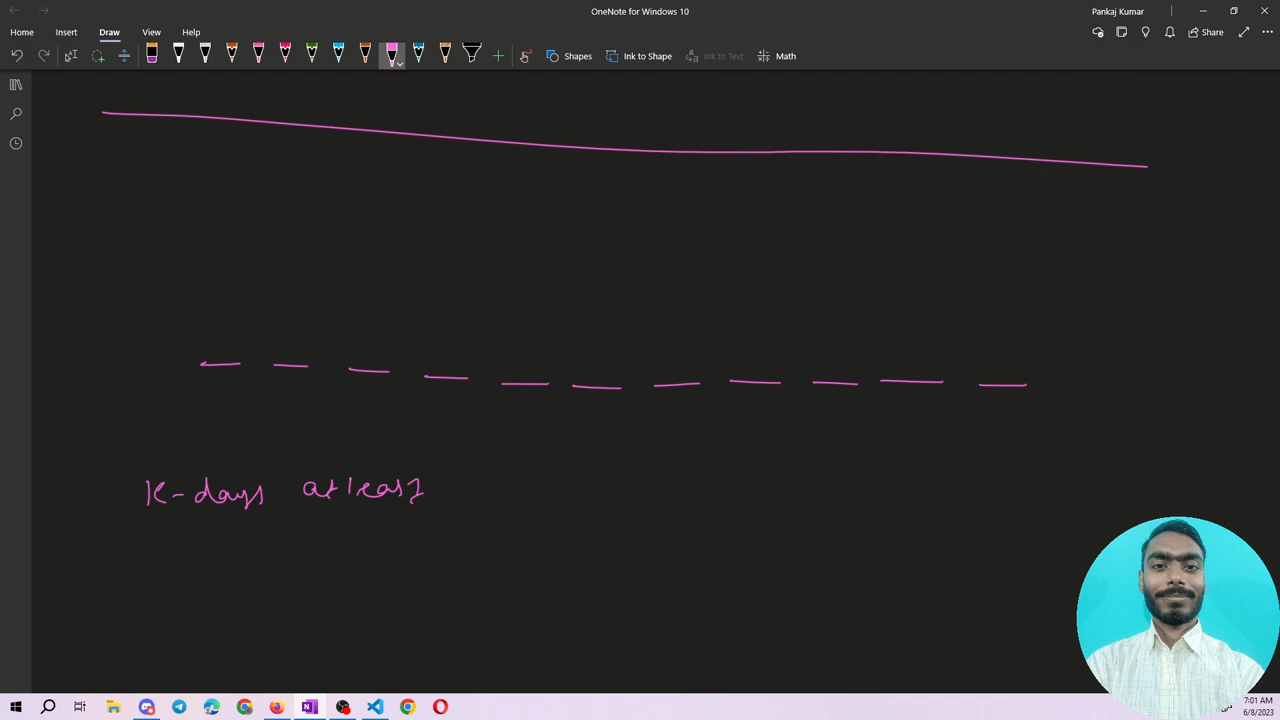 OneNote for Windows 10
Pankaj Kumar
Home Insert Draw View Help
Share
Shapes Ink to Shape Ink to Text Math
K-days atleast
7:01 AM
6/8/2023